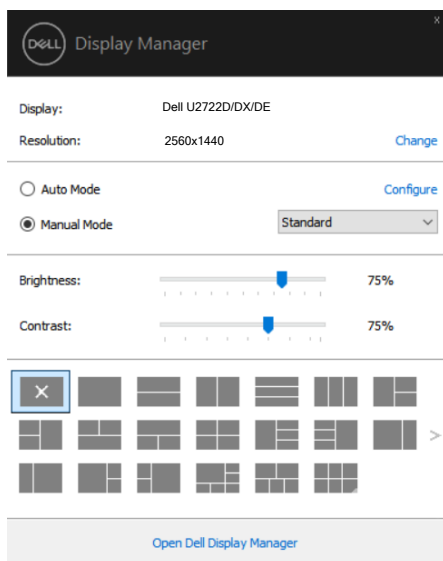 x
DELL Display Manager
Display: Dell U2722D/DX/DE
Resolution: 2560x1440 Change
Auto Mode Configure
Manual Mode Standard
Brightness: 75%
Contrast: 75%
Open Dell Display Manager